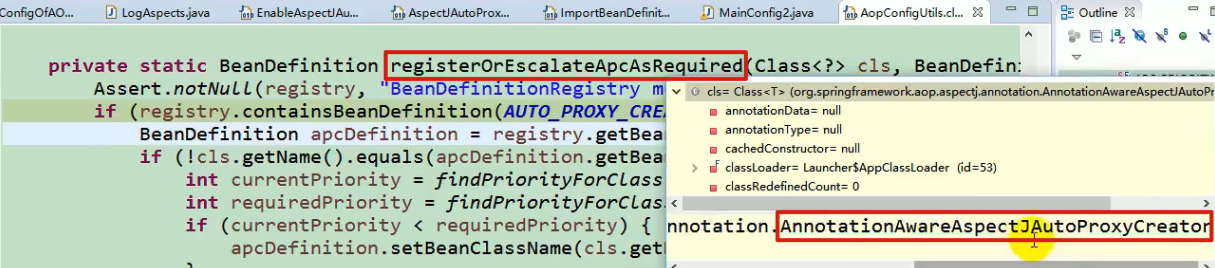 ConfigOfAO... LogAspects.java EnableAspectJAu... AspectJAutoProx... ImportBeanDefinit... MainConfig2.java AopConfigUtils.cl... Outline
private static BeanDefinition registerOrEscalateApcAsRequired(Class<?> cls, BeanDefini
Assert.notNull(registry, "BeanDefinitionRegistry m
if (registry.containsBeanDefinition(AUTO_PROXY_CREA
BeanDefinition apcDefinition = registry.getBea
if (!cls.getName().equals(apcDefinition.getBea
int currentPriority = findPriorityForClass
int requiredPriority = findPriorityForClas
if (currentPriority < requiredPriority) {
apcDefinition.setBeanClassName(cls.get
cls= Class<T> (org.springframework.aop.aspectj.annotation.AnnotationAwareAspectJAutoPr
annotationData= null
annotationType= null
cachedConstructor= null
classLoader= Launcher$AppClassLoader (id=53)
classRedefinedCount= 0
nnotation.AnnotationAwareAspectJAutoProxyCreator